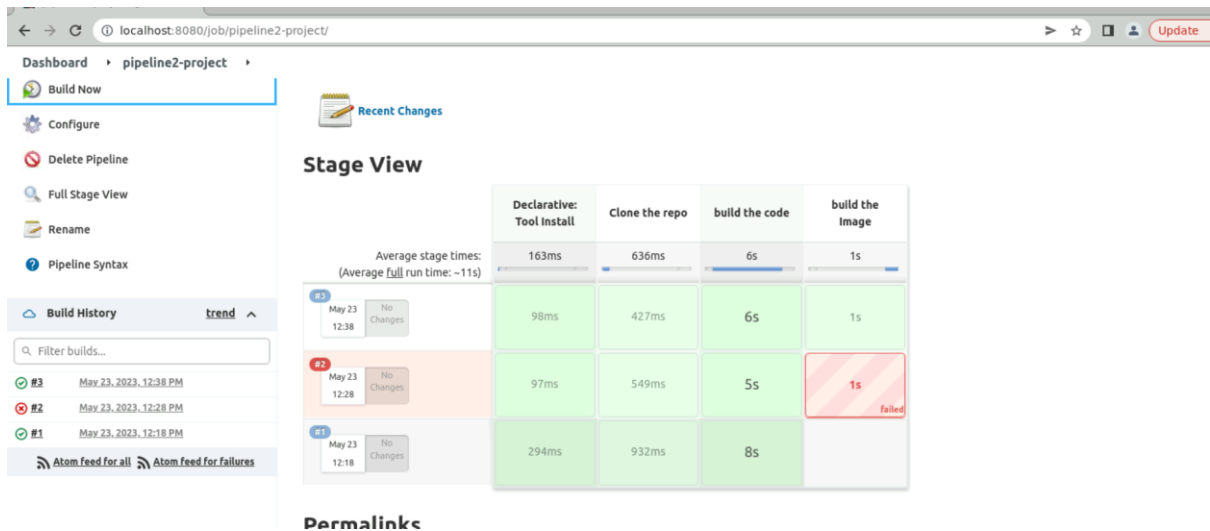 localhost:8080/job/pipeline2-project/
Update
Dashboard
pipeline2-project
Build Now
Configure
Delete Pipeline
Full Stage View
Rename
Pipeline Syntax
Build History
trend
Filter builds...
#3
May 23, 2023, 12:38 PM
#2
May 23, 2023, 12:28 PM
#1
May 23, 2023, 12:18 PM
Atom feed for all
Atom feed for failures
Recent Changes
Stage View
Declarative:
Tool Install
Clone the repo
build the code
build the
Image
Average stage times:
(Average full run time: ~11s)
163ms
636ms
6s
1s
#3
May 23
12:38
No
Changes
98ms
427ms
6s
1s
#2
May 23
12:28
No
Changes
97ms
549ms
5s
1s
failed
#1
May 23
12:18
No
Changes
294ms
932ms
8s
Permalinks